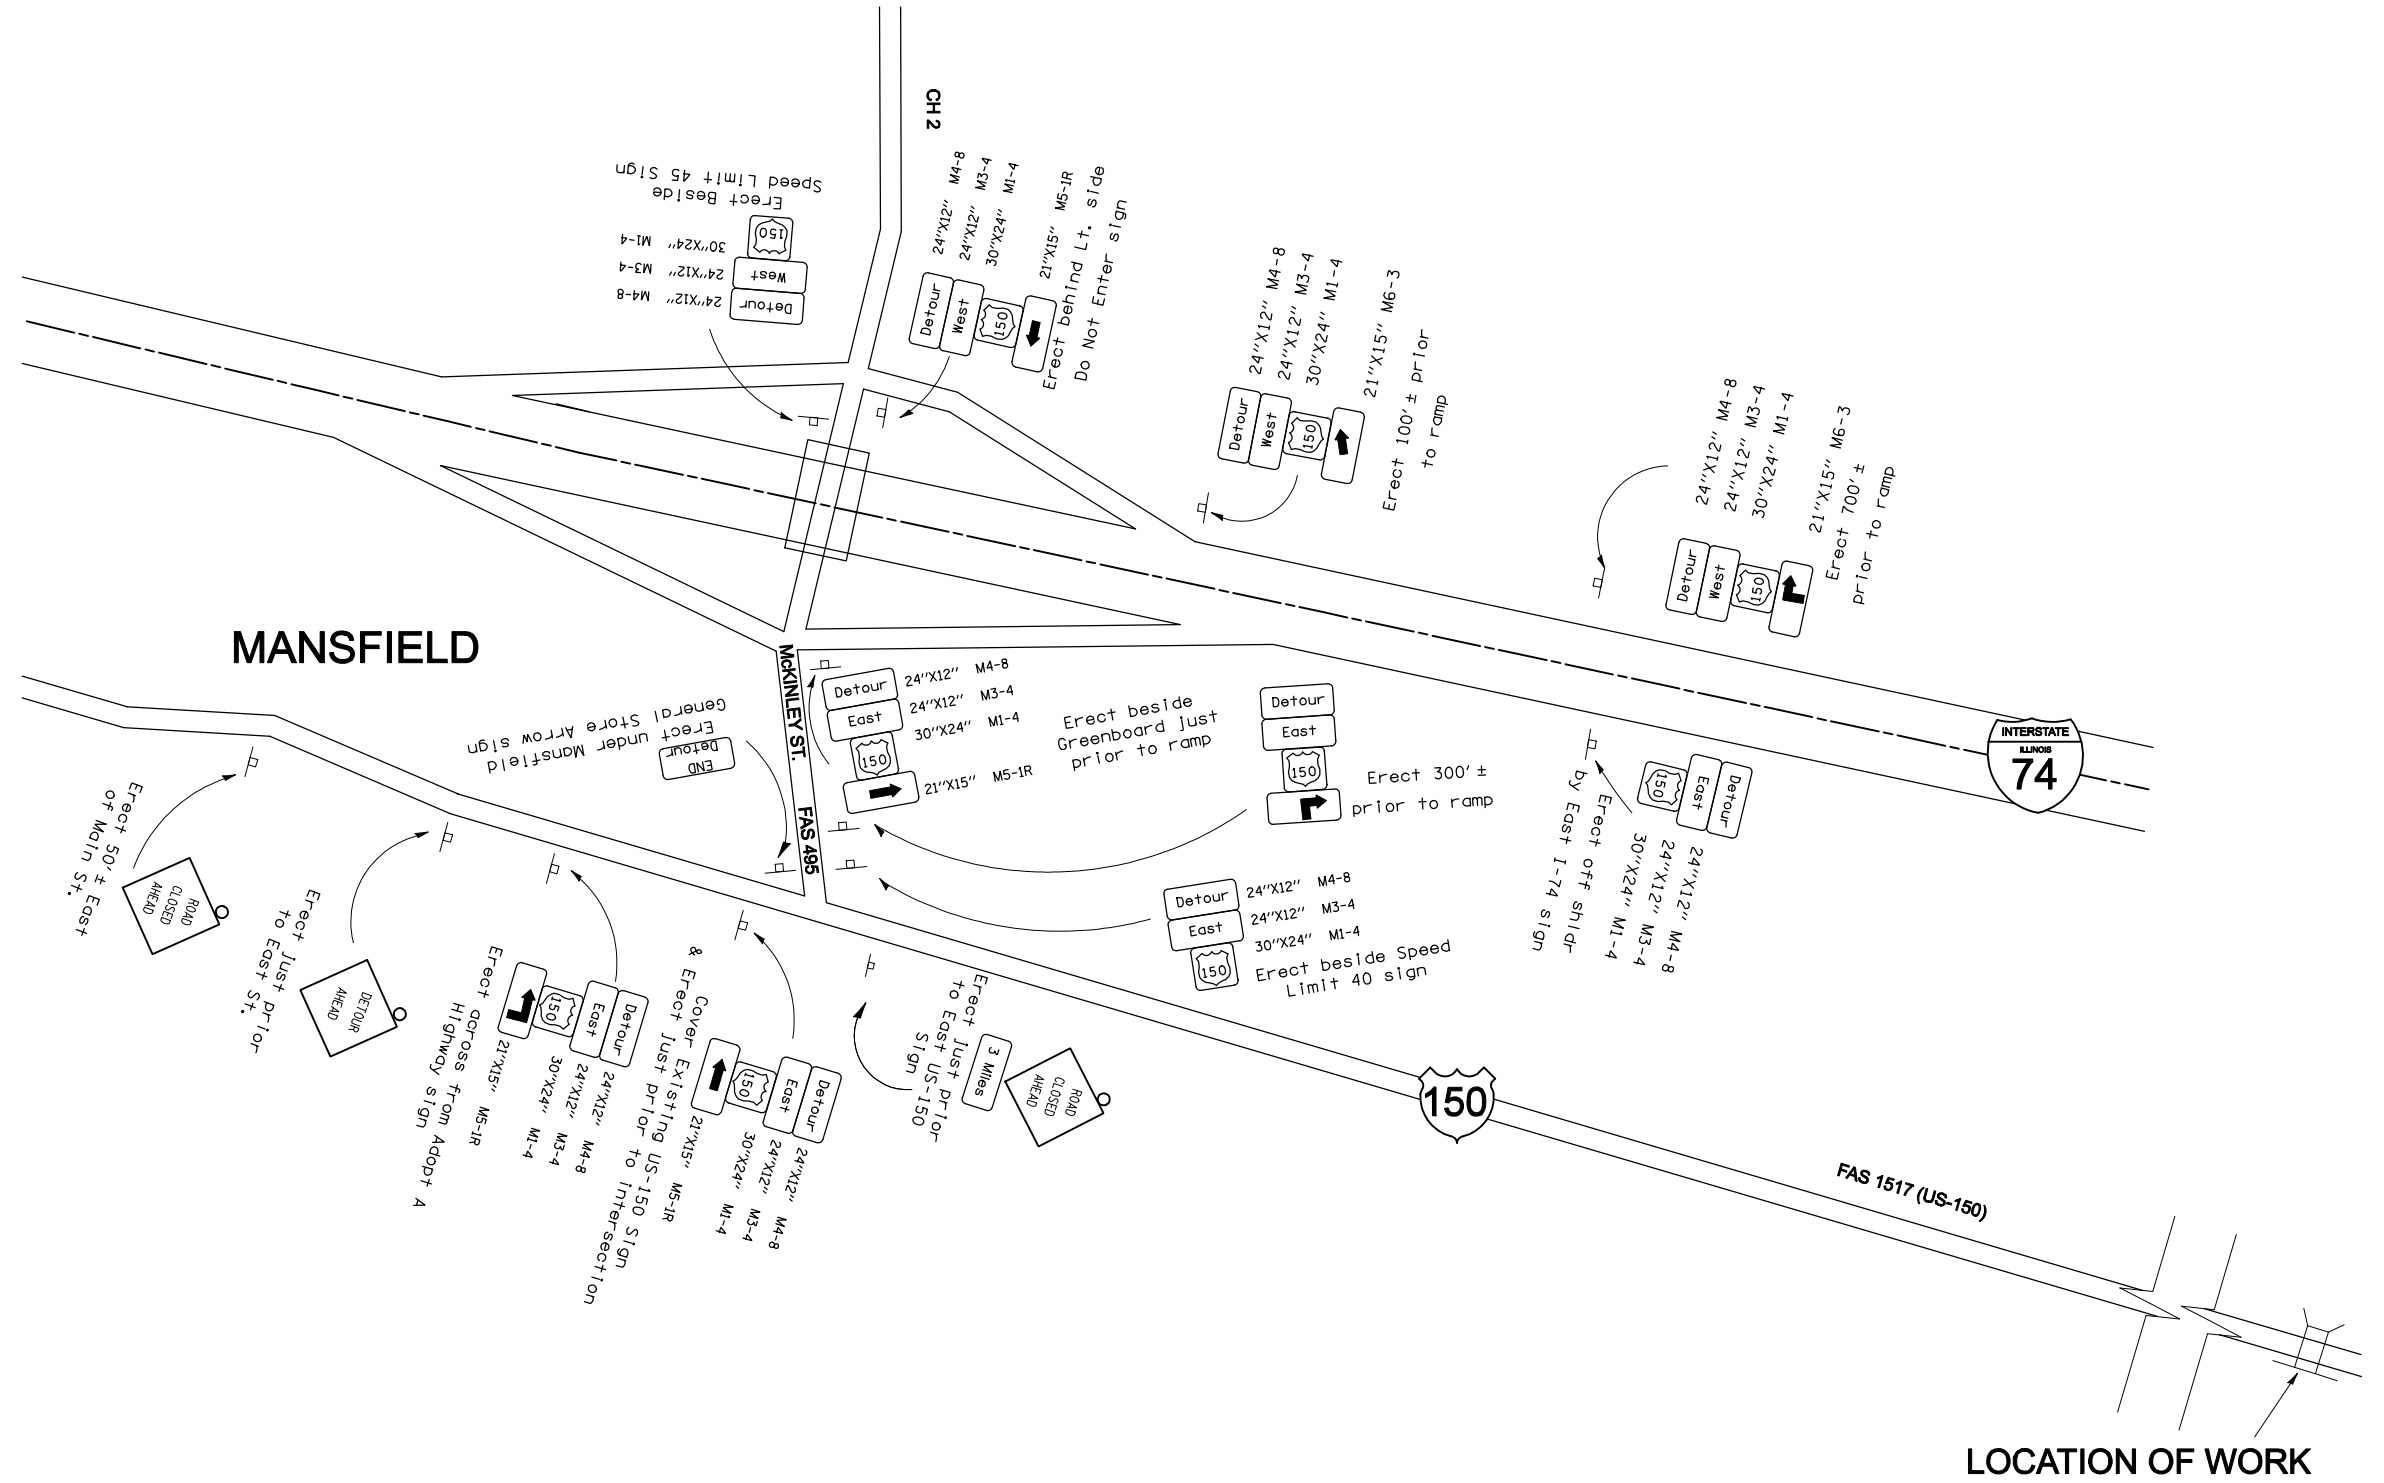 CH 2
Erect Beside
Speed Limit 45 Sign
150
30"X24" M1-4
West
24"X12" M3-4
Detour
24"X12" M4-8
24"X12" M4-8
24"X12" M3-4
30"X24" M1-4
21"X15" M5-1R
Erect behind Lt. side
Do Not Enter sign
Detour
West
150
24"X12" M4-8
24"X12" M3-4
30"X24" M1-4
21"X15" M6-3
Erect 100'± prior
to ramp
Detour
West
150
24"X12" M4-8
24"X12" M3-4
30"X24" M1-4
21"X15" M6-3
Erect 700'±
prior to ramp
Detour
West
150
MANSFIELD
McKINLEY ST.
FAS 495
Detour 24"X12" M4-8
East 24"X12" M3-4
150 30"X24" M1-4
21"X15" M5-1R
Erect beside
Greenboard just
prior to ramp
Detour
East
150
Erect 300'±
prior to ramp
END
Detour
Erect under Mansfield
General Store Arrow sign
INTERSTATE
ILLINOIS
74
Detour
East
150
24"X12" M4-8
24"X12" M3-4
30"X24" M1-4
Erect off shldr
by East I-74 sign
Detour 24"X12" M4-8
East 24"X12" M3-4
150 30"X24" M1-4
Erect beside Speed
Limit 40 sign
Erect 50'± East
of Main St.
ROAD
CLOSED
AHEAD
Erect just prior
to East St.
DETOUR
AHEAD
Detour
East
150
24"X12" M4-8
24"X12" M3-4
30"X24" M1-4
21"X15" M5-1R
Erect across from Adopt A
Highway sign
Detour
East
150
24"X12" M4-8
24"X12" M3-4
30"X24" M1-4
21"X15" M5-1R
Cover Existing US-150 Sign
& Erect just prior to intersection
ROAD
CLOSED
AHEAD
3 Miles
Erect just prior
to East US-150
Sign
150
FAS 1517 (US-150)
LOCATION OF WORK